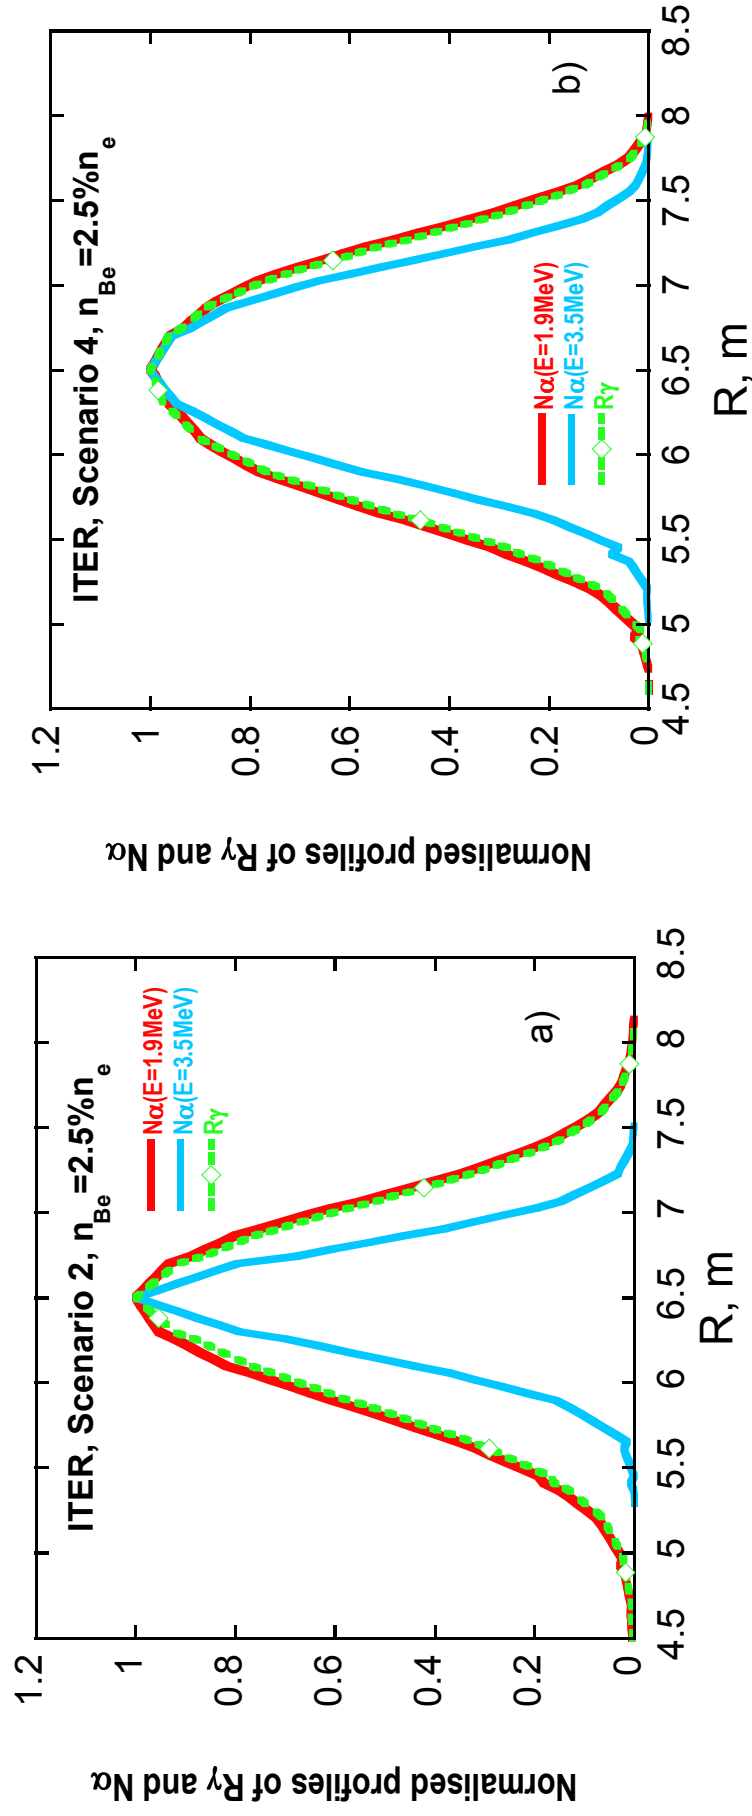 ITER, Scenario 2, nBe=2.5%ne
Normalised profiles of Rγ and Nα
1.2
1
0.8
0.6
0.4
0.2
0
Nα(E=1.9MeV)
Nα(E=3.5MeV)
Rγ
a)
4.5 5 5.5 6 6.5 7 7.5 8 8.5
R, m
ITER, Scenario 4, nBe=2.5%ne
Normalised profiles of Rγ and Nα
1.2
1
0.8
0.6
0.4
0.2
0
b)
Nα(E=1.9MeV)
Nα(E=3.5MeV)
Rγ
4.5 5 5.5 6 6.5 7 7.5 8 8.5
R, m